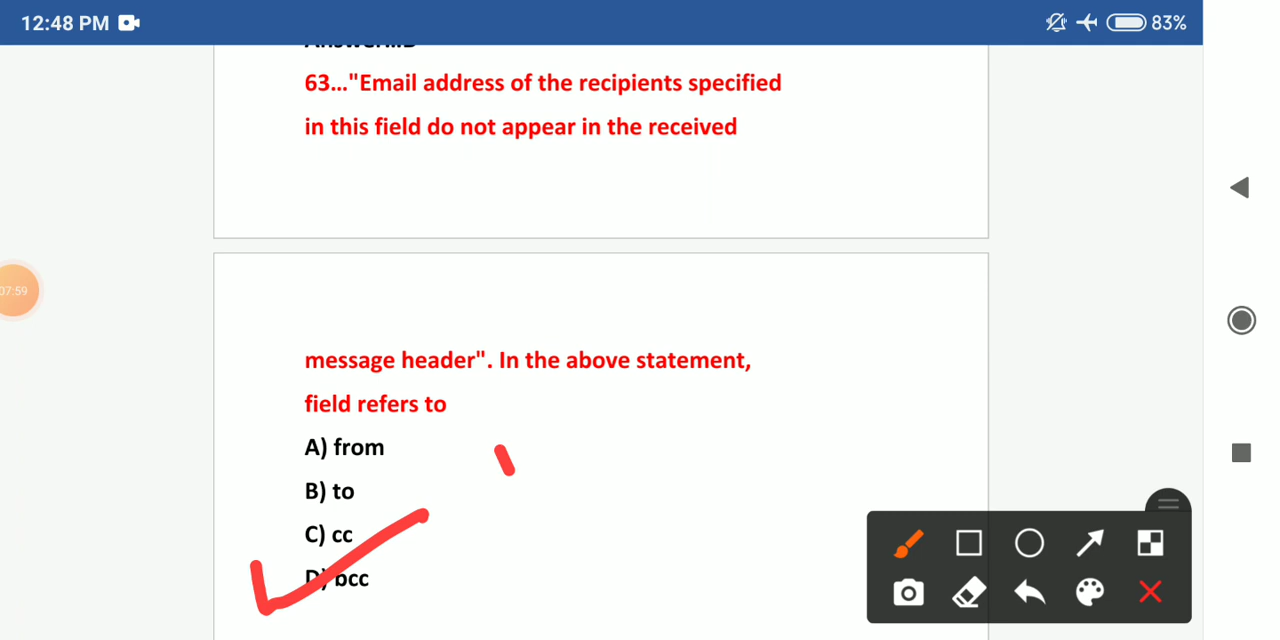 12:48 PM
83%
63..."Email address of the recipients specified
in this field do not appear in the received
07:59
message header". In the above statement,
field refers to
A) from
B) to
C) cc
D) bcc